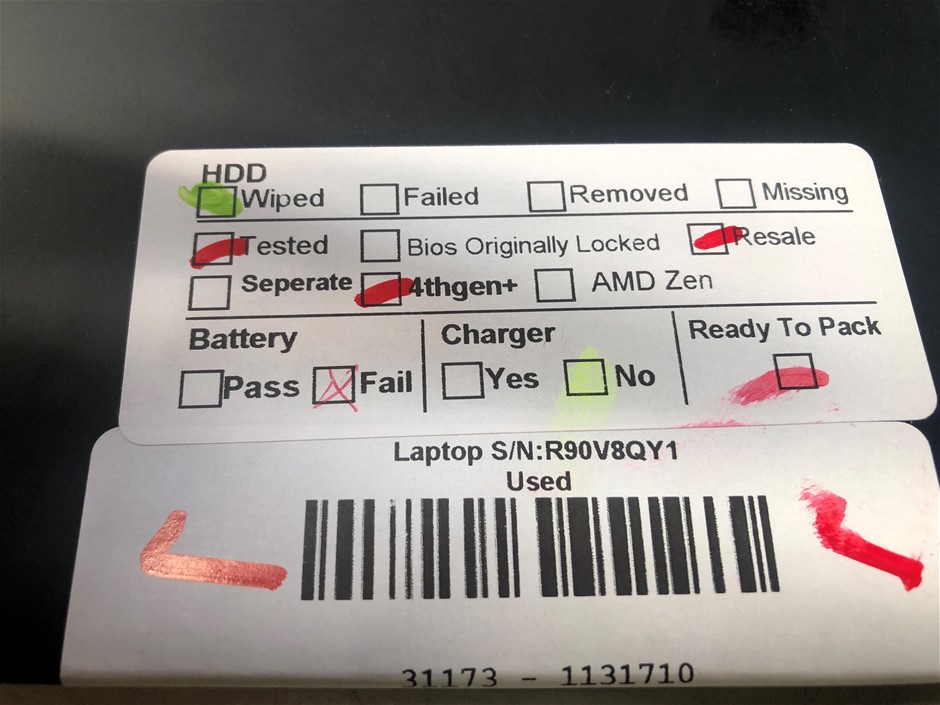 HDD
Wiped Failed Removed Missing
Tested Bios Originally Locked Resale
Seperate 4thgen+ AMD Zen
Battery Charger Ready To Pack
Pass Fail Yes No
Laptop S/N:R90V8QY1
Used
31173 - 1131710